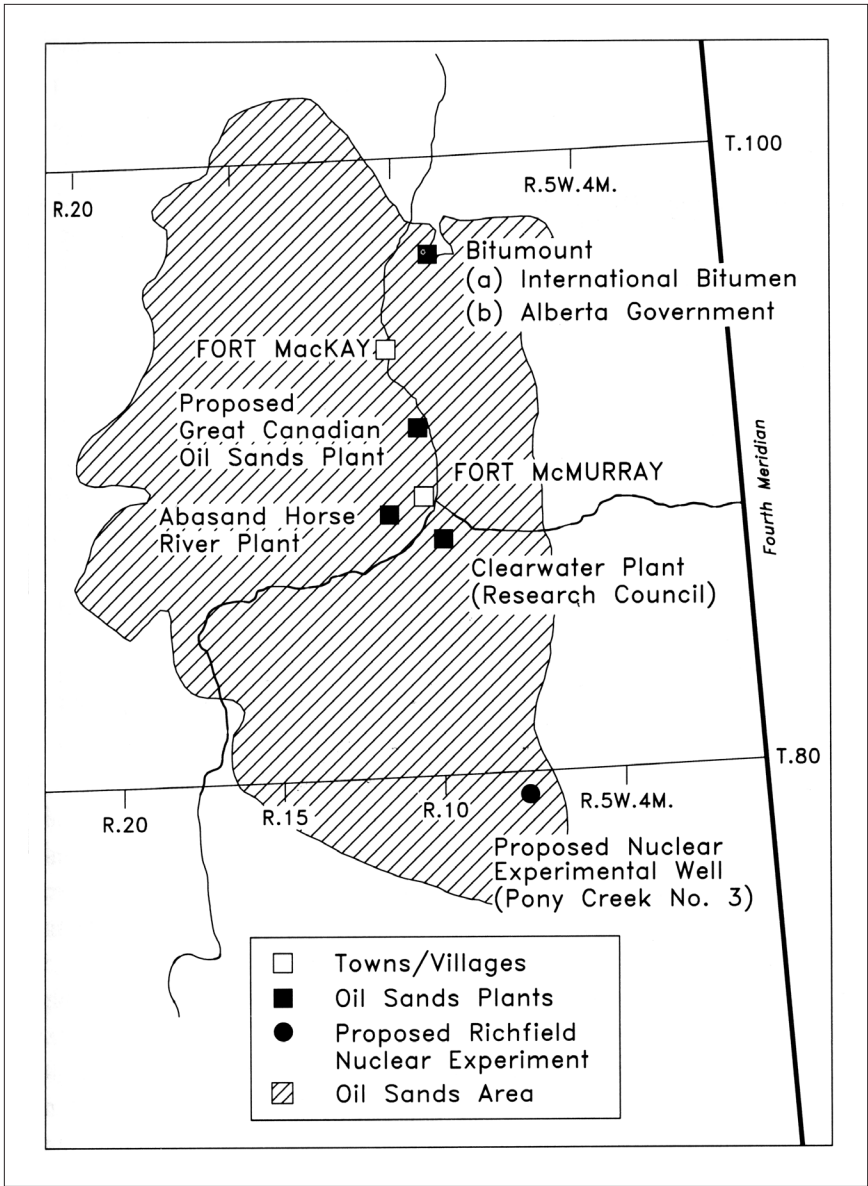 T.100
R.5W.4M.
R.20
Bitumount
(a) International Bitumen
(b) Alberta Government
FORT MacKAY
Proposed
Great Canadian
Oil Sands Plant
FORT McMURRAY
Fourth Meridian
Abasand Horse
River Plant
Clearwater Plant
(Research Council)
T.80
R.20
R.15
R.10
R.5W.4M.
Proposed Nuclear
Experimental Well
(Pony Creek No. 3)
Towns/Villages
Oil Sands Plants
Proposed Richfield
Nuclear Experiment
Oil Sands Area